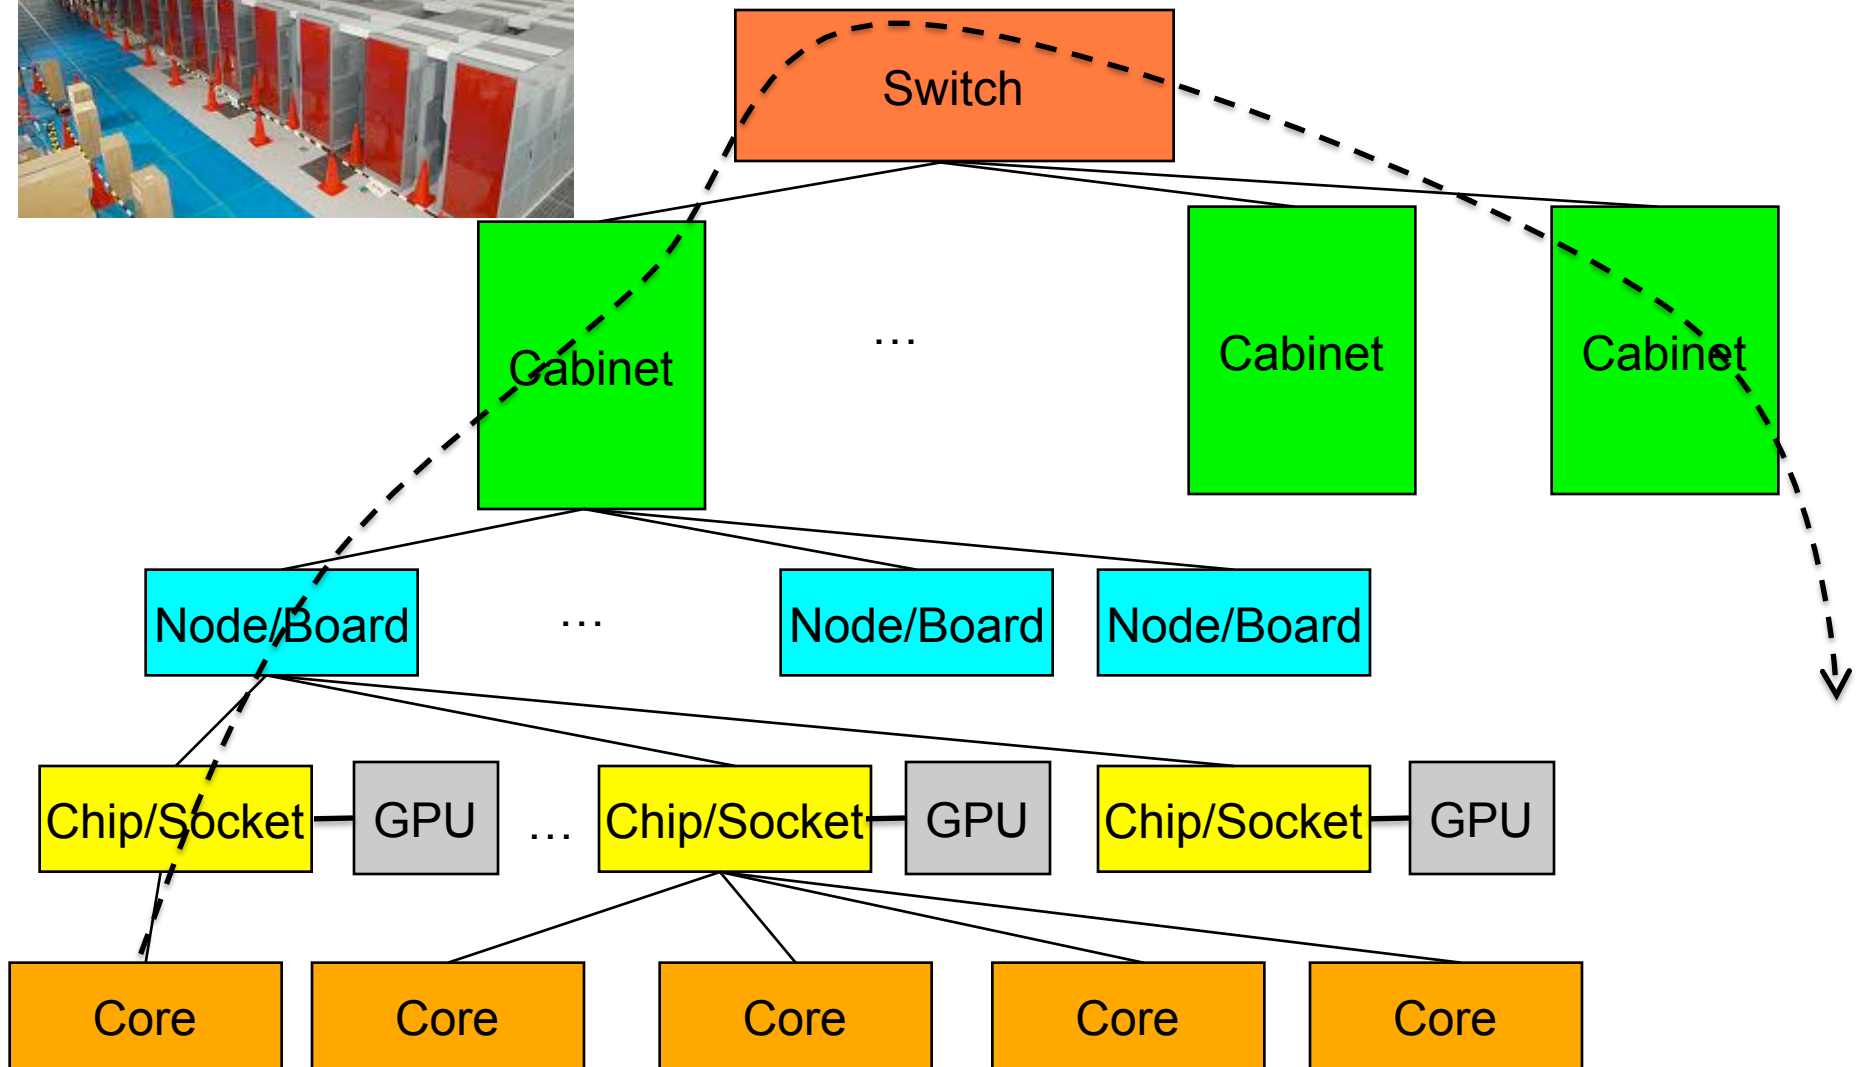 Switch
Cabinet
…
Cabinet
Cabinet
Node/Board
…
Node/Board
Node/Board
Chip/Socket
GPU
…
Chip/Socket
GPU
Chip/Socket
GPU
Core
Core
Core
Core
Core